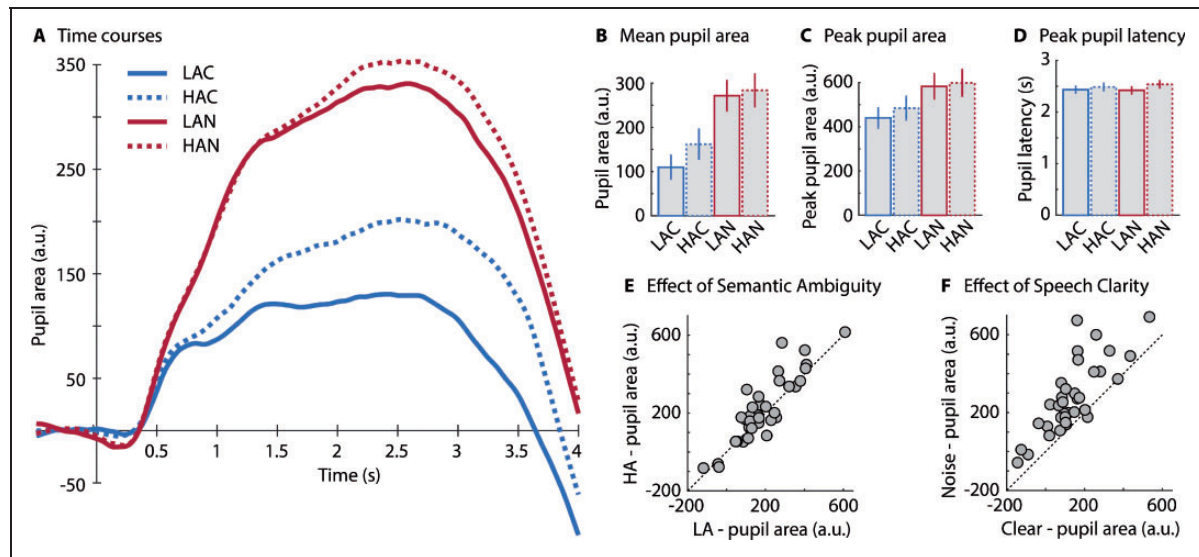 A Time courses
350
250
150
50
-50
Pupil area (a.u.)
LAC
HAC
LAN
HAN
0.5 1 1.5 2 2.5 3 3.5 4
Time (s)
B Mean pupil area
300
200
100
0
Pupil area (a.u.)
LAC HAC LAN HAN
C Peak pupil area
600
400
200
0
Peak pupil area (a.u.)
LAC HAC LAN HAN
D Peak pupil latency
3
2
1
0
Pupil latency (s)
LAC HAC LAN HAN
E Effect of Semantic Ambiguity
600
200
-200
HA - pupil area (a.u.)
-200 200 600
LA - pupil area (a.u.)
F Effect of Speech Clarity
600
200
-200
Noise - pupil area (a.u.)
-200 200 600
Clear - pupil area (a.u.)